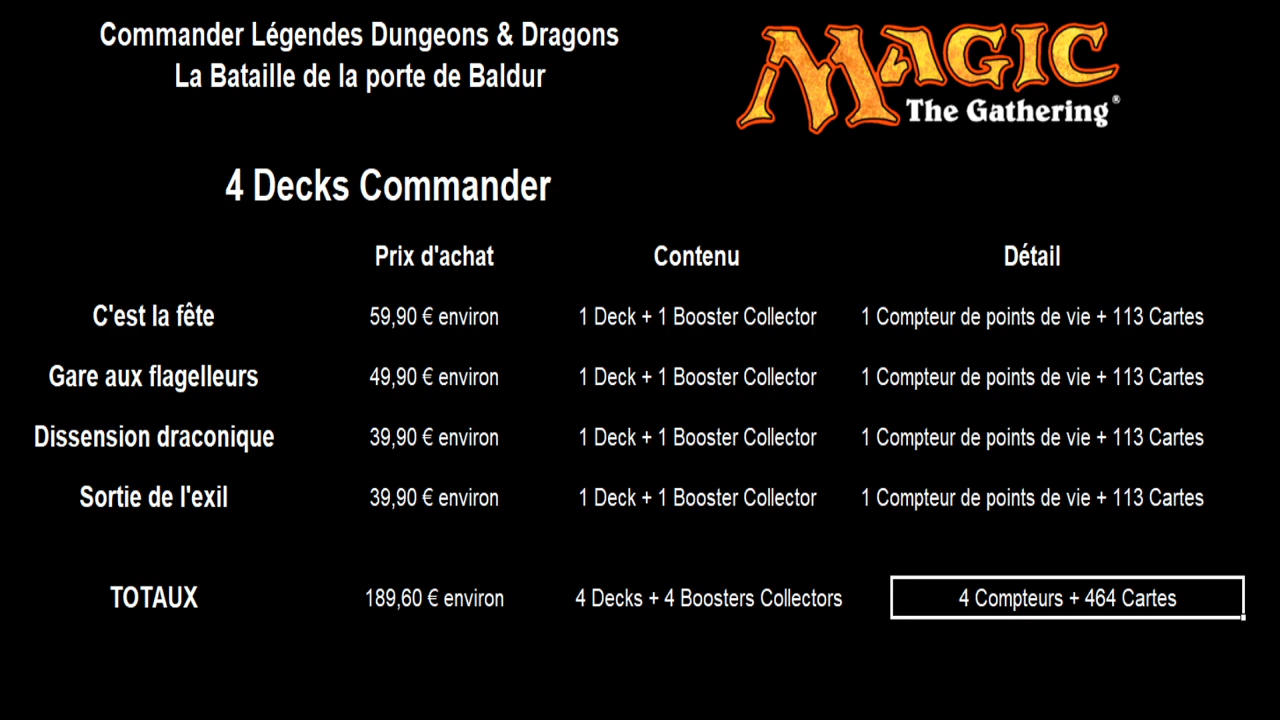 Commander Légendes Dungeons & Dragons
La Bataille de la porte de Baldur
MAGIC
The Gathering®
4 Decks Commander
Prix d'achat Contenu Détail
C'est la fête 59,90 € environ 1 Deck + 1 Booster Collector 1 Compteur de points de vie + 113 Cartes
Gare aux flagelleurs 49,90 € environ 1 Deck + 1 Booster Collector 1 Compteur de points de vie + 113 Cartes
Dissension draconique 39,90 € environ 1 Deck + 1 Booster Collector 1 Compteur de points de vie + 113 Cartes
Sortie de l'exil 39,90 € environ 1 Deck + 1 Booster Collector 1 Compteur de points de vie + 113 Cartes
TOTAUX 189,60 € environ 4 Decks + 4 Boosters Collectors 4 Compteurs + 464 Cartes